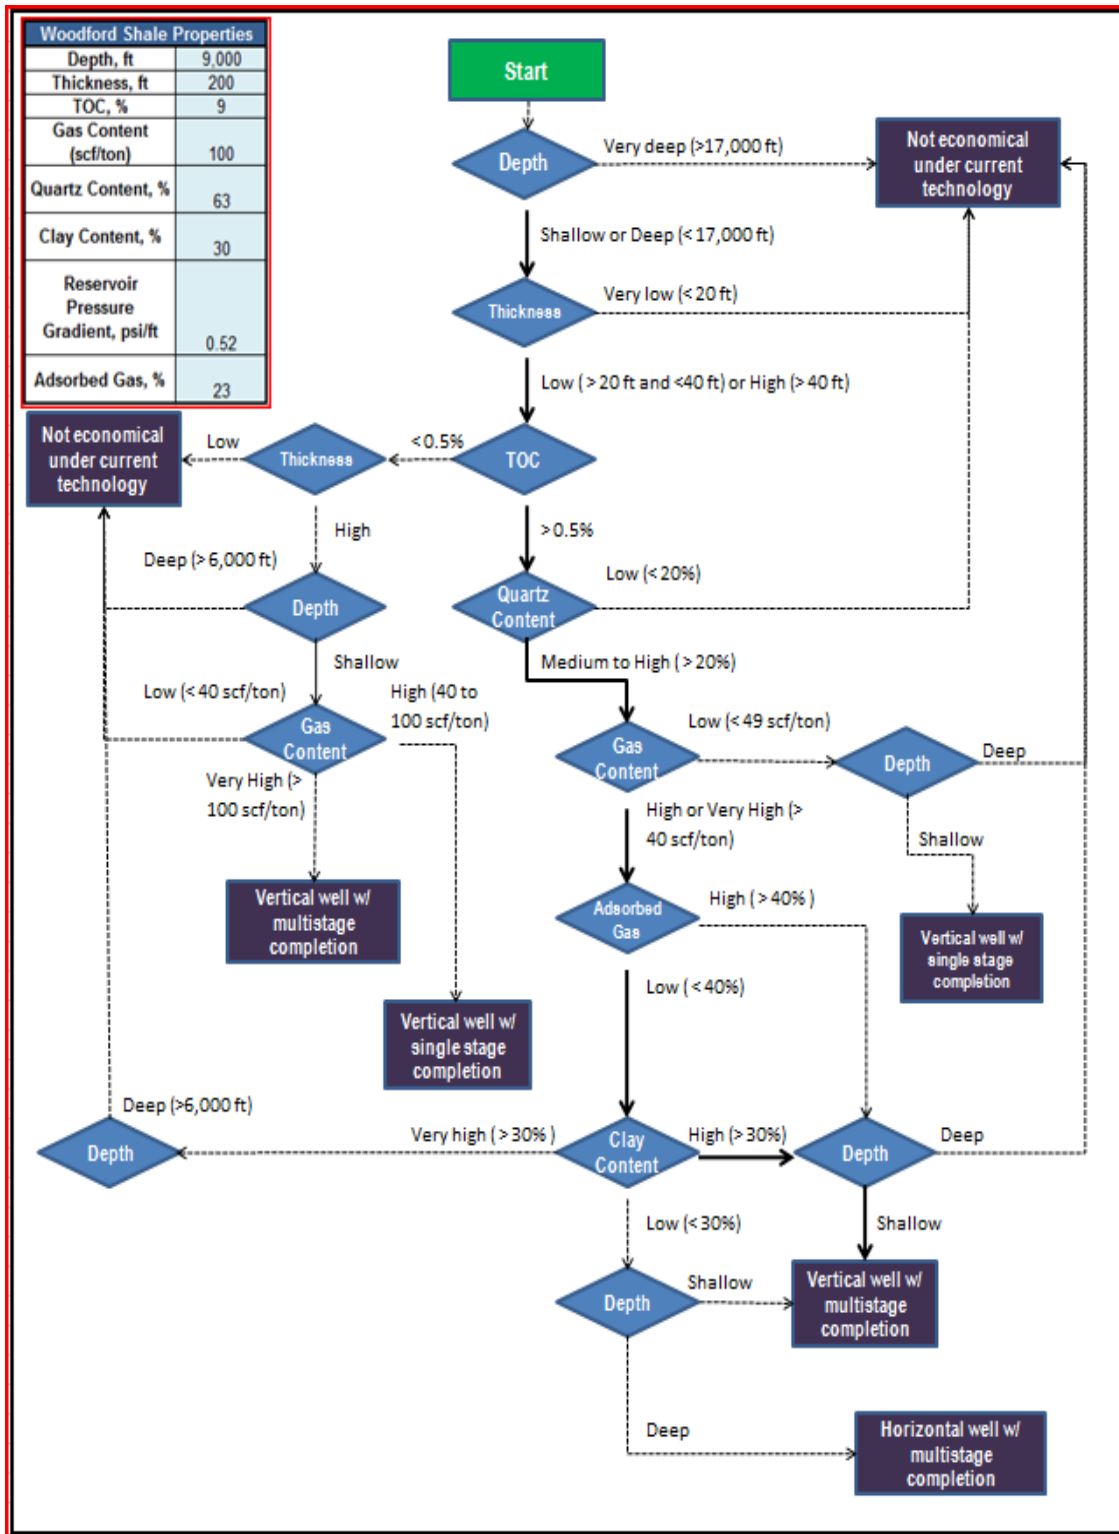 Woodford Shale Properties
Depth, ft 9,000
Thickness, ft 200
TOC, % 9
Gas Content
(scf/ton) 100
Quartz Content, % 63
Clay Content, % 30
Reservoir
Pressure
Gradient, psi/ft 0.52
Adsorbed Gas, % 23
Start
Depth
Very deep (>17,000 ft)
Not economical
under current
technology
Shallow or Deep (< 17,000 ft)
Thickness
Very low (< 20 ft)
Low ( > 20 ft and <40 ft) or High ( > 40 ft)
Not economical
under current
technology
Low
Thickness
< 0.5%
TOC
High
> 0.5%
Deep ( > 6,000 ft)
Depth
Quartz
Content
Low ( < 20%)
Shallow
Medium to High ( > 20%)
Low ( < 40 scf/ton)
High (40 to
100 scf/ton)
Gas
Content
Gas
Content
Low ( < 49 scf/ton)
Depth
Deep
Very High ( >
100 scf/ton)
High or Very High ( >
40 scf/ton)
Shallow
Vertical well w/
multistage
completion
Adsorbed
Gas
High ( > 40% )
Vertical well w/
single stage
completion
Low ( < 40%)
Vertical well w/
single stage
completion
Deep (>6,000 ft)
Depth
Very high ( > 30% )
Clay
Content
High ( > 30%)
Depth
Deep
Low ( < 30%)
Shallow
Depth
Shallow
Vertical well w/
multistage
completion
Deep
Horizontal well w/
multistage
completion